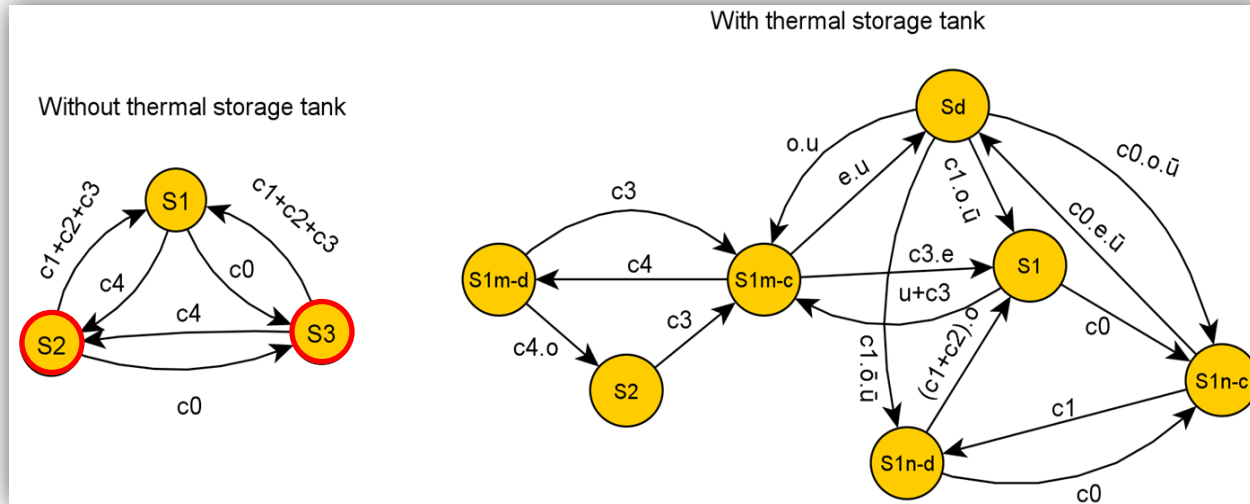 With thermal storage tank
Without thermal storage tank
S1
c1+c2+c3
c1+c2+c3
c4
c0
c4
S2
S3
c0
Sd
o.u
e.u
c1.o.ū
c0.o.ū
c0.e.ū
c3
S1m-d
c4
S1m-c
c3.e
S1
u+c3
c3
c0
c4.o
S2
c1.ō.ū
(c1+c2).o
S1n-c
c1
S1n-d
c0